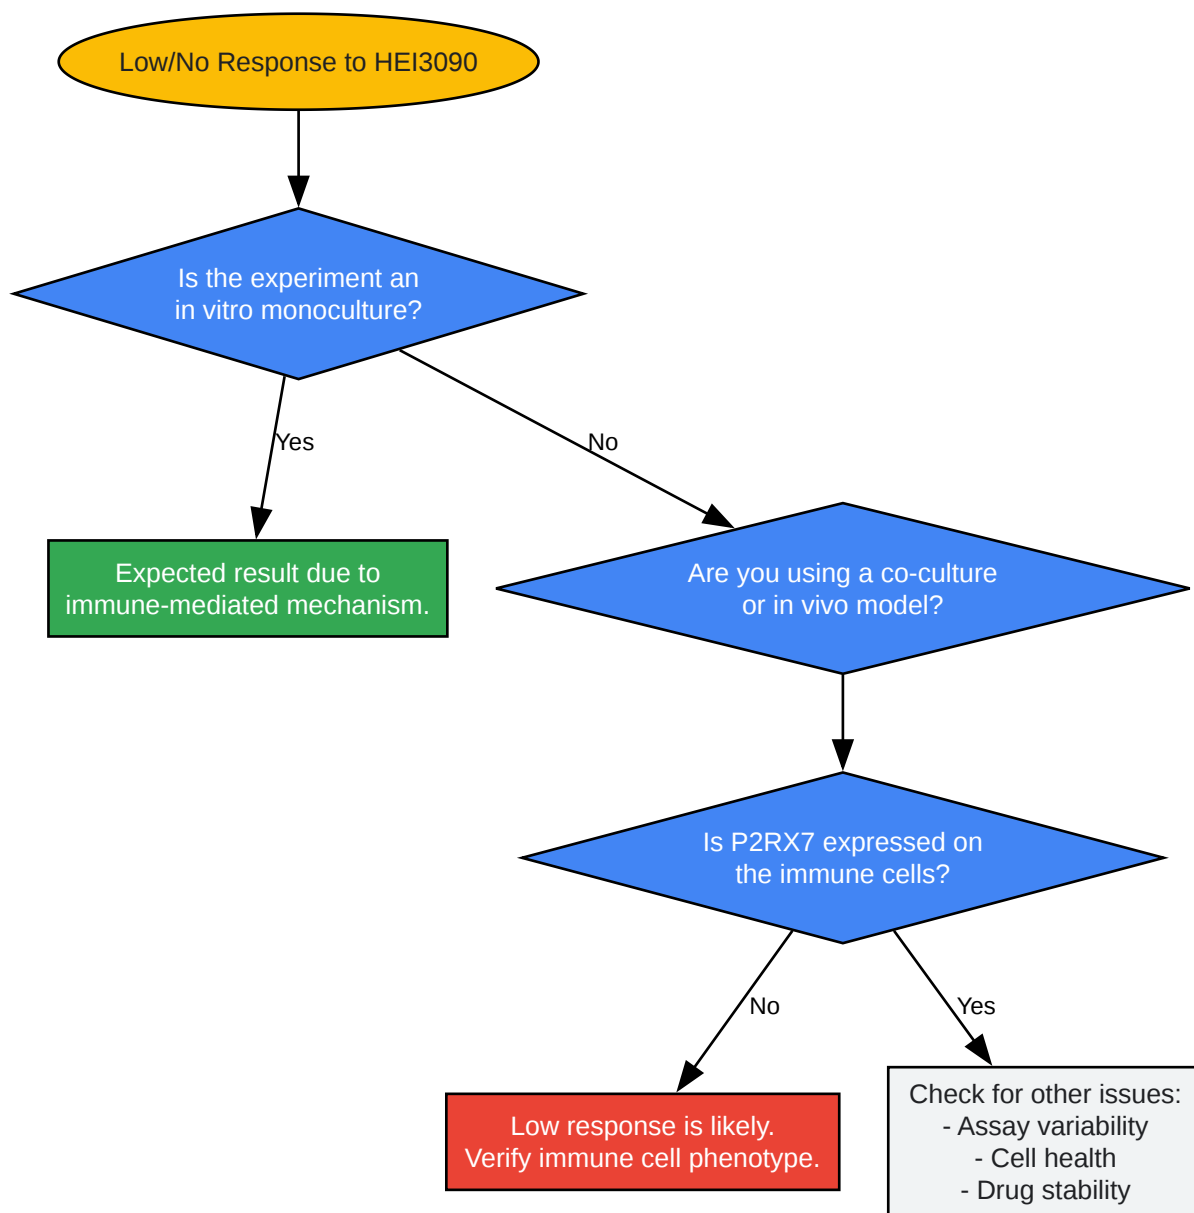 Low/No Response to HEI3090
Is the experiment an
in vitro monoculture?
Yes
No
Expected result due to
immune-mediated mechanism.
Are you using a co-culture
or in vivo model?
Is P2RX7 expressed on
the immune cells?
No
Yes
Low response is likely.
Verify immune cell phenotype.
Check for other issues:
- Assay variability
- Cell health
- Drug stability